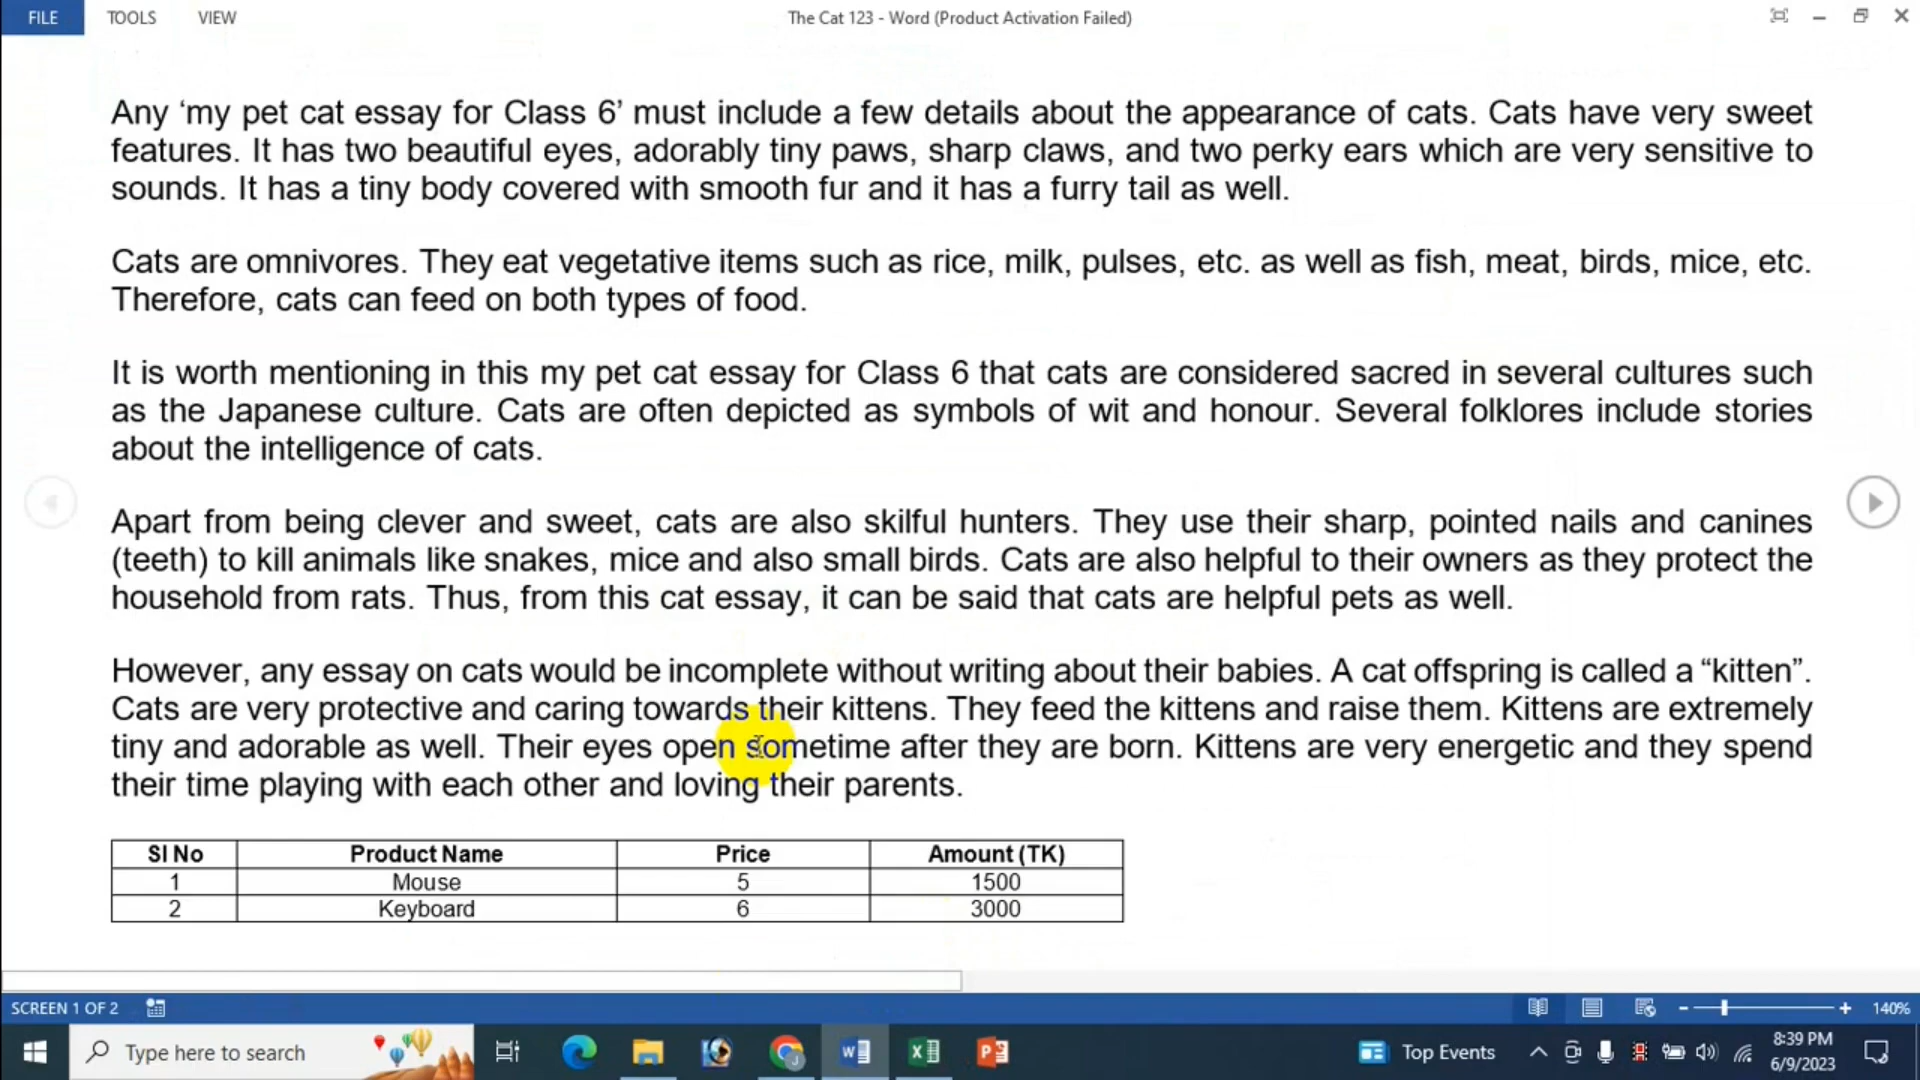 FILE TOOLS VIEW The Cat 123 - Word (Product Activation Failed)
Any ‘my pet cat essay for Class 6’ must include a few details about the appearance of cats. Cats have very sweet
features. It has two beautiful eyes, adorably tiny paws, sharp claws, and two perky ears which are very sensitive to
sounds. It has a tiny body covered with smooth fur and it has a furry tail as well.
Cats are omnivores. They eat vegetative items such as rice, milk, pulses, etc. as well as fish, meat, birds, mice, etc.
Therefore, cats can feed on both types of food.
It is worth mentioning in this my pet cat essay for Class 6 that cats are considered sacred in several cultures such
as the Japanese culture. Cats are often depicted as symbols of wit and honour. Several folklores include stories
about the intelligence of cats.
Apart from being clever and sweet, cats are also skilful hunters. They use their sharp, pointed nails and canines
(teeth) to kill animals like snakes, mice and also small birds. Cats are also helpful to their owners as they protect the
household from rats. Thus, from this cat essay, it can be said that cats are helpful pets as well.
However, any essay on cats would be incomplete without writing about their babies. A cat offspring is called a “kitten”.
Cats are very protective and caring towards their kittens. They feed the kittens and raise them. Kittens are extremely
tiny and adorable as well. Their eyes open sometime after they are born. Kittens are very energetic and they spend
their time playing with each other and loving their parents.
Sl No Product Name Price Amount (TK)
1 Mouse 5 1500
2 Keyboard 6 3000
SCREEN 1 OF 2 140%
Type here to search Top Events 8:39 PM
6/9/2023